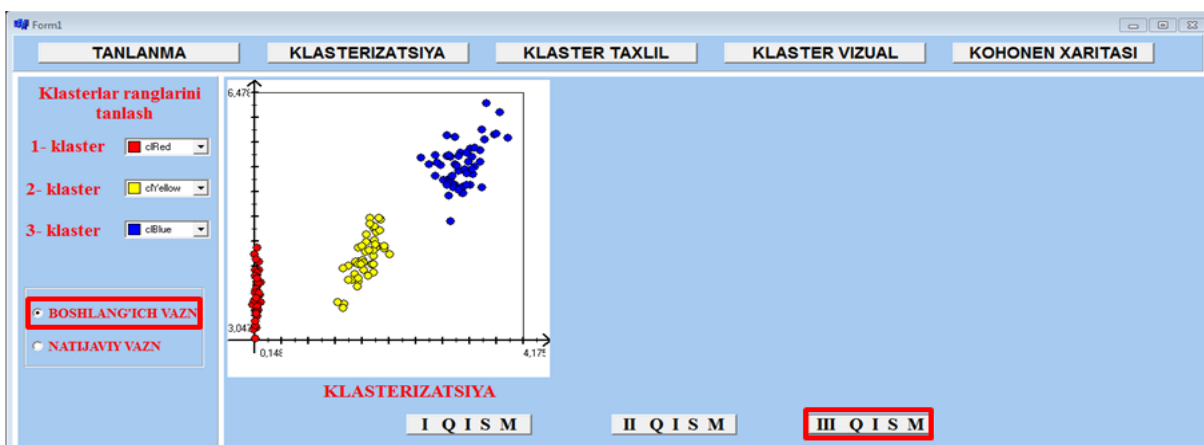 Form1
TANLANMA KLASTERIZATSIYA KLASTER TAXLIL KLASTER VIZUAL KOHONEN XARITASI
Klasterlar ranglarini
tanlash
1- klaster clRed
2- klaster clYellow
3- klaster clBlue
BOSHLANG'ICH VAZN
NATIJAVIY VAZN
6,478
3,047
0,148 4,175
KLASTERIZATSIYA
I Q I S M II Q I S M III Q I S M